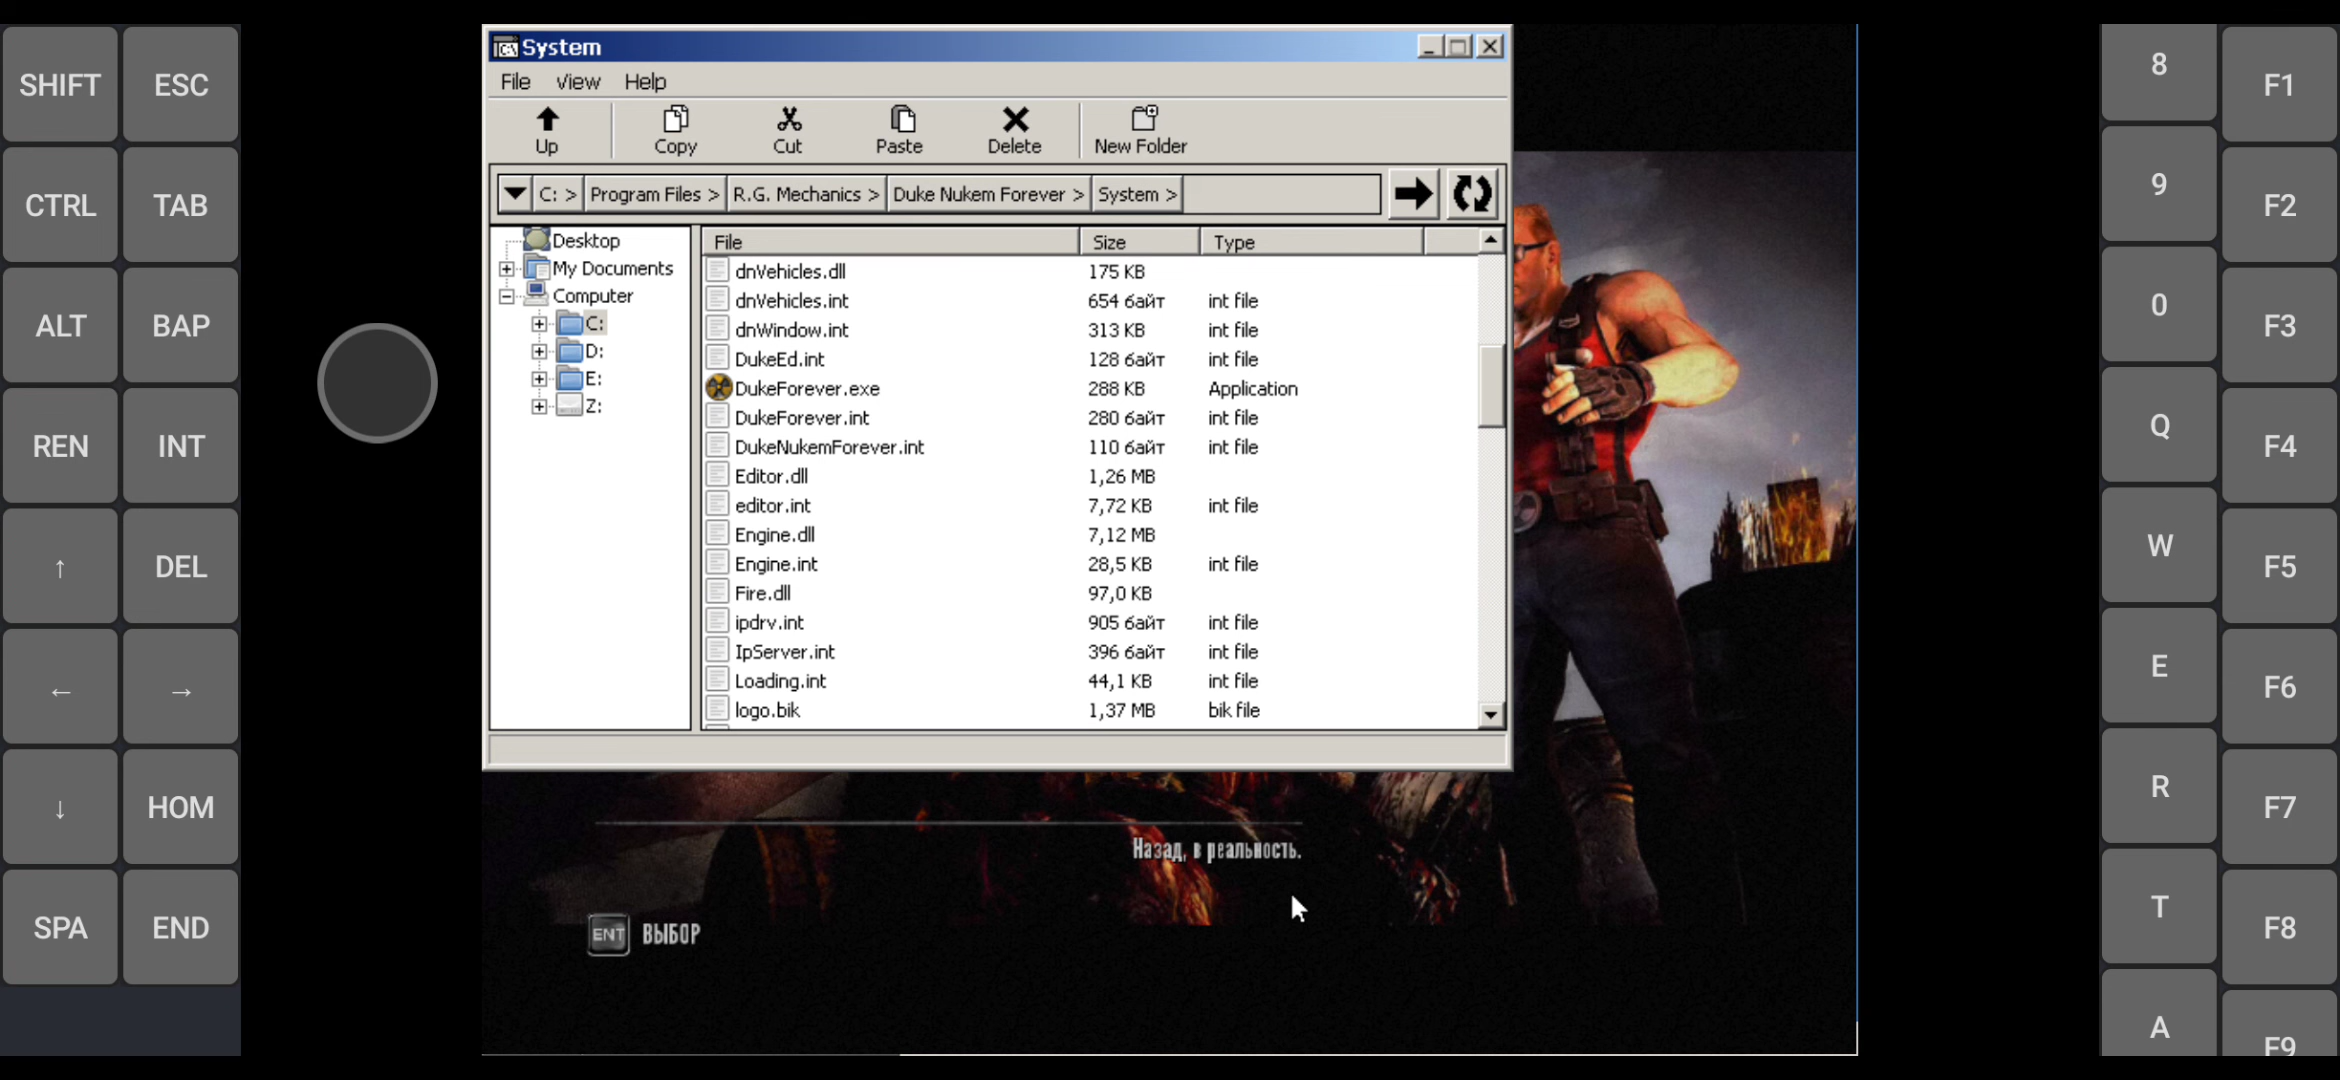 SHIFT ESC
CTRL TAB
ALT BAP
REN INT
↑ DEL
← →
↓ HOM
SPA END
System
File View Help
Up Copy Cut Paste Delete New Folder
C: > Program Files > R.G. Mechanics > Duke Nukem Forever > System >
Desktop
My Documents
Computer
C:
D:
E:
Z:
File Size Type
dnVehicles.dll 175 KB
dnVehicles.int 654 байт int file
dnWindow.int 313 KB int file
DukeEd.int 128 байт int file
DukeForever.exe 288 KB Application
DukeForever.int 280 байт int file
DukeNukemForever.int 110 байт int file
Editor.dll 1,26 MB
editor.int 7,72 KB int file
Engine.dll 7,12 MB
Engine.int 28,5 KB int file
Fire.dll 97,0 KB
ipdrv.int 905 байт int file
IpServer.int 396 байт int file
Loading.int 44,1 KB int file
logo.bik 1,37 MB bik file
Назад, в реальность.
ENT ВЫБОР
8 F1
9 F2
0 F3
Q F4
W F5
E F6
R F7
T F8
A F9